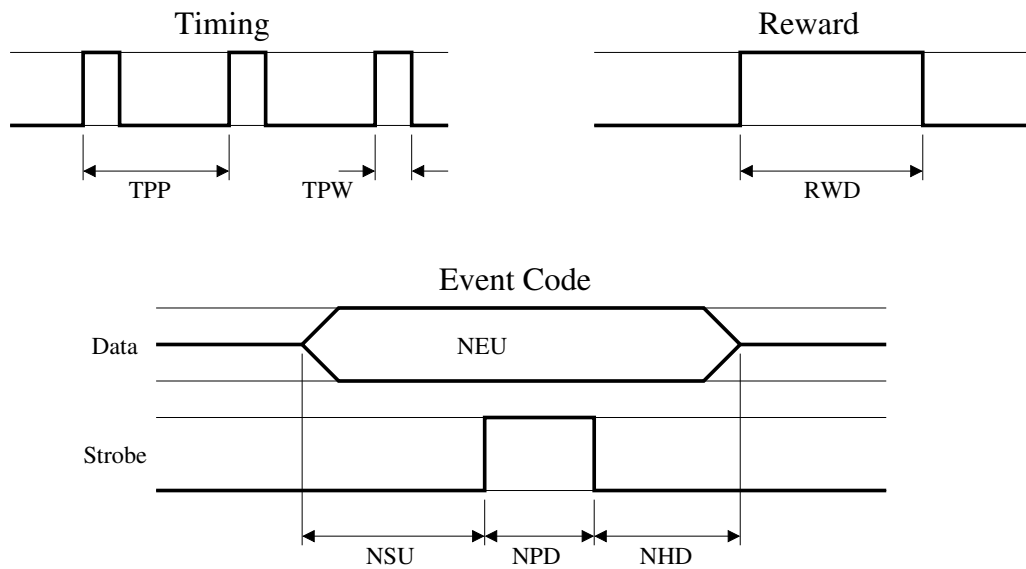 Timing
Reward
TPP
TPW
RWD
Event Code
Data
NEU
Strobe
NSU
NPD
NHD